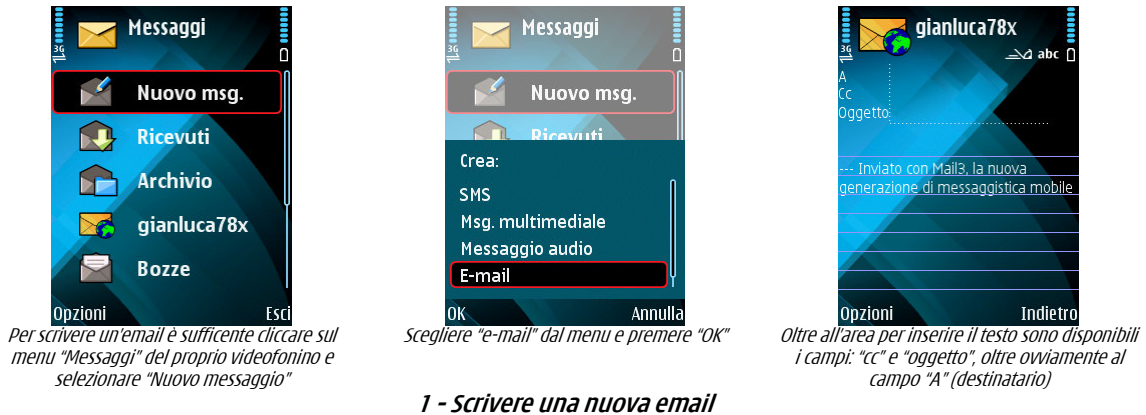 Messaggi
3G
Nuovo msg.
Ricevuti
Archivio
gianluca78x
Bozze
Opzioni Esci
Per scrivere un'email è sufficente cliccare sul
menu “Messaggi” del proprio videofonino e
selezionare “Nuovo messaggio”
Messaggi
3G
Nuovo msg.
Ricevuti
Crea:
SMS
Msg. multimediale
Messaggio audio
E-mail
OK Annulla
Scegliere “e-mail” dal menu e premere “OK”
gianluca78x
3G
abc
A
Cc
Oggetto
--- Inviato con Mail3, la nuova
generazione di messaggistica mobile
Opzioni Indietro
Oltre all'area per inserire il testo sono disponibili
i campi: “cc” e “oggetto”, oltre ovviamente al
campo “A” (destinatario)
1 - Scrivere una nuova email